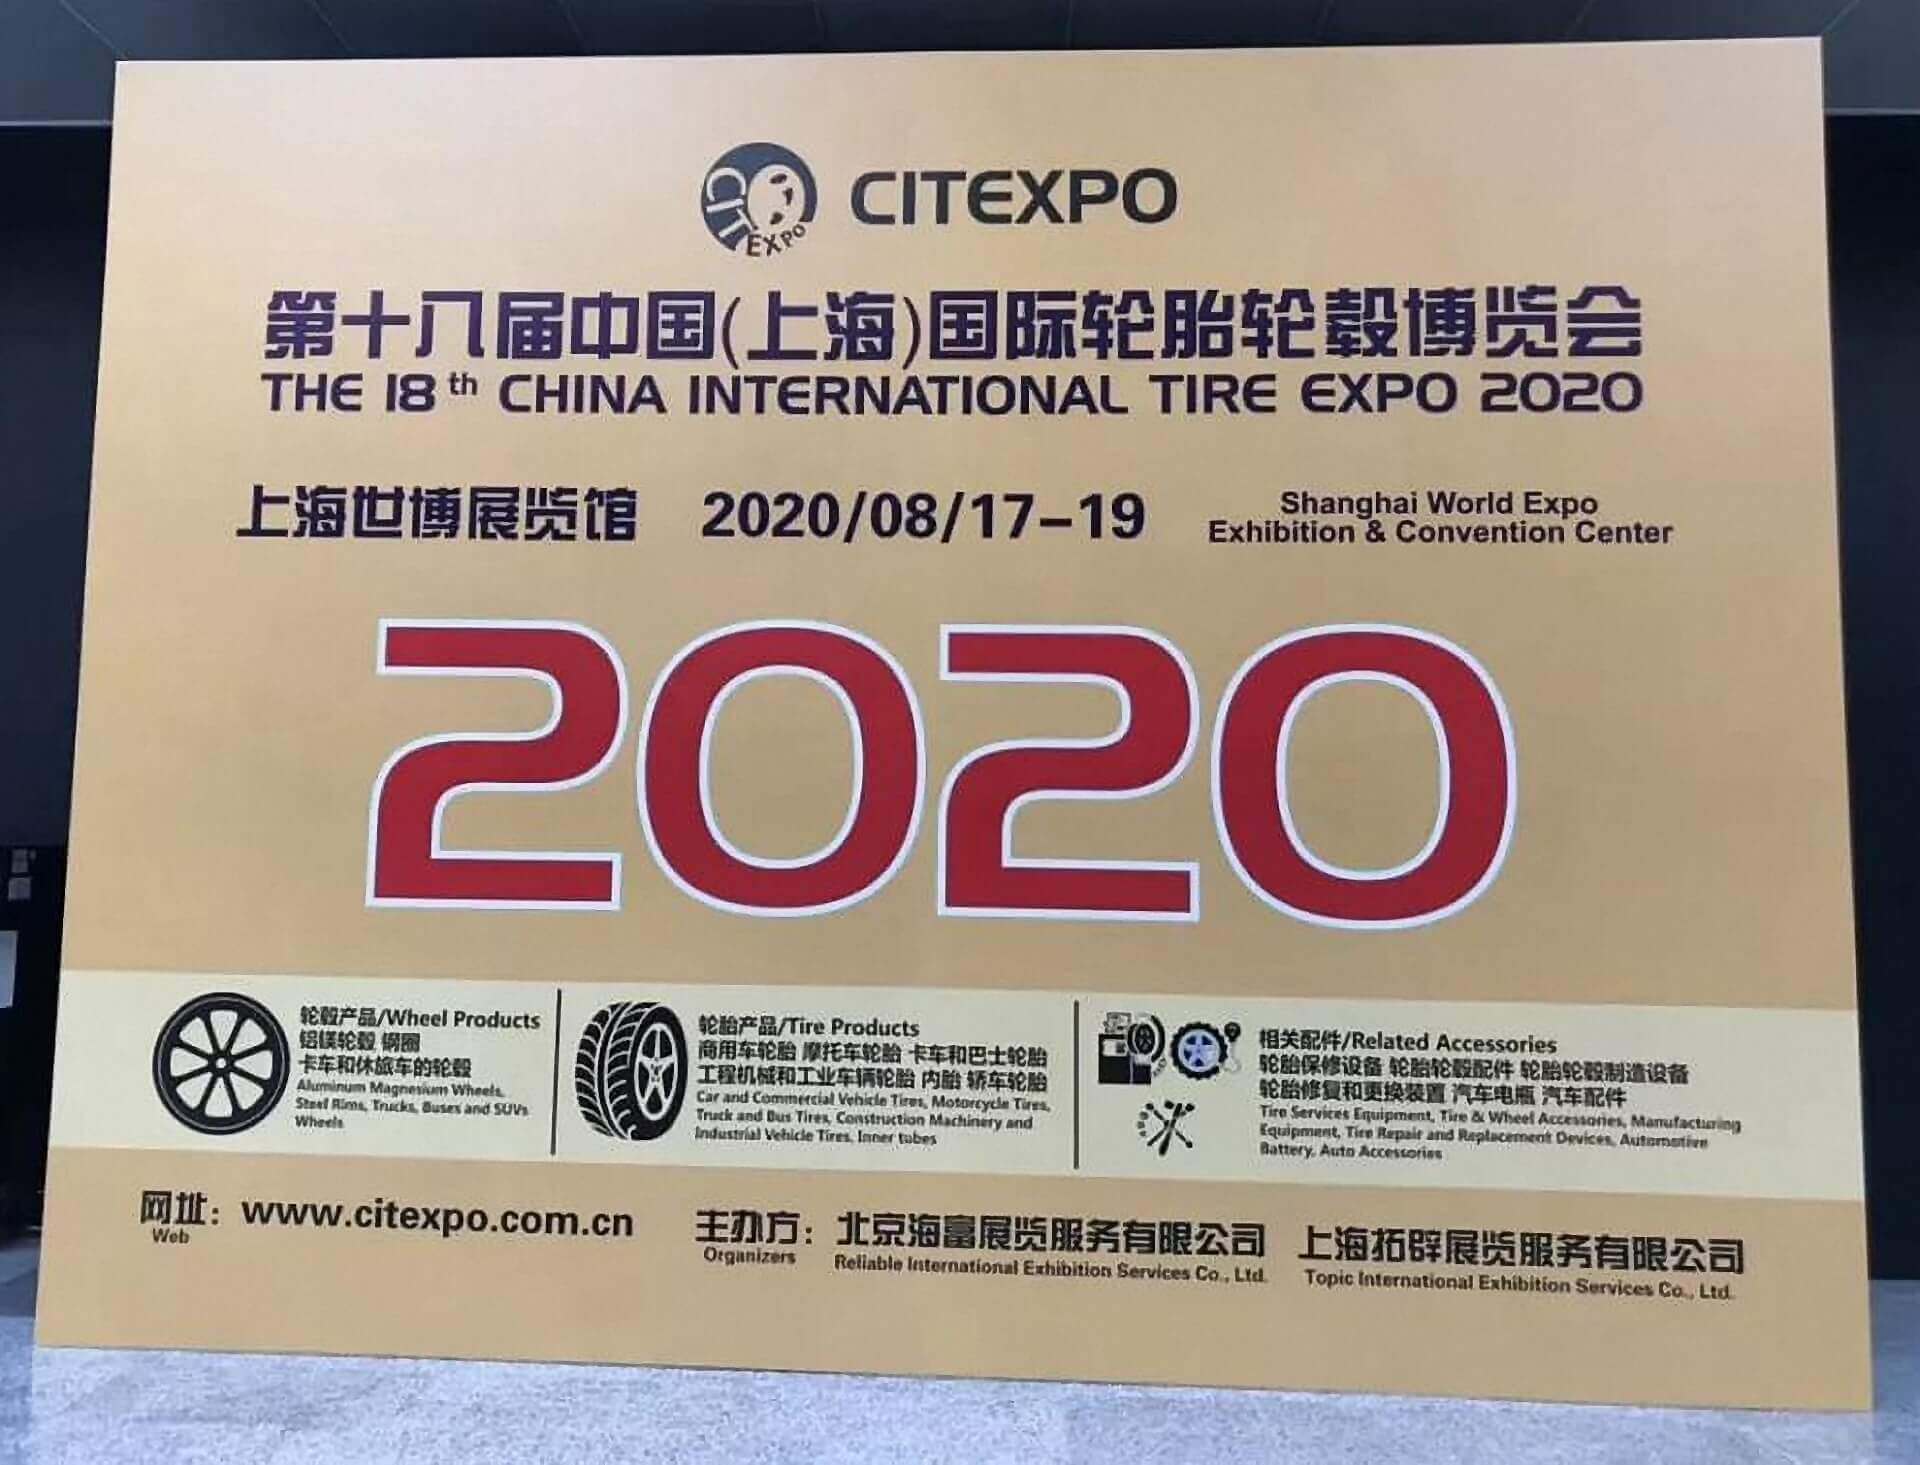 CIT EXPO CITEXPO
第十八届中国(上海)国际轮胎轮毂博览会
THE 18th CHINA INTERNATIONAL TIRE EXPO 2020
上海世博展览馆 2020/08/17-19 Shanghai World Expo
Exhibition & Convention Center
2020
轮毂产品/Wheel Products
铝镁轮毂 钢圈
卡车和休旅车的轮毂
Aluminum Magnesium Wheels,
Steel Rims, Trucks, Buses and SUVs
Wheels
轮胎产品/Tire Products
商用车轮胎 摩托车轮胎 卡车和巴士轮胎
工程机械和工业车辆轮胎 内胎 轿车轮胎
Car and Commercial Vehicle Tires, Motorcycle Tires,
Truck and Bus Tires, Construction Machinery and
Industrial Vehicle Tires, Inner tubes
相关配件/Related Accessories
轮胎保修设备 轮胎轮毂配件 轮胎轮毂制造设备
轮胎修复和更换装置 汽车电瓶 汽车配件
Tire Services Equipment, Tire & Wheel Accessories, Manufacturing
Equipment, Tire Repair and Replacement Devices, Automotive
Battery, Auto Accessories
网址: www.citexpo.com.cn
Web
主办方: 北京海富展览服务有限公司 上海拓辟展览服务有限公司
Organizers Reliable International Exhibition Services Co., Ltd. Topic International Exhibition Services Co., Ltd.